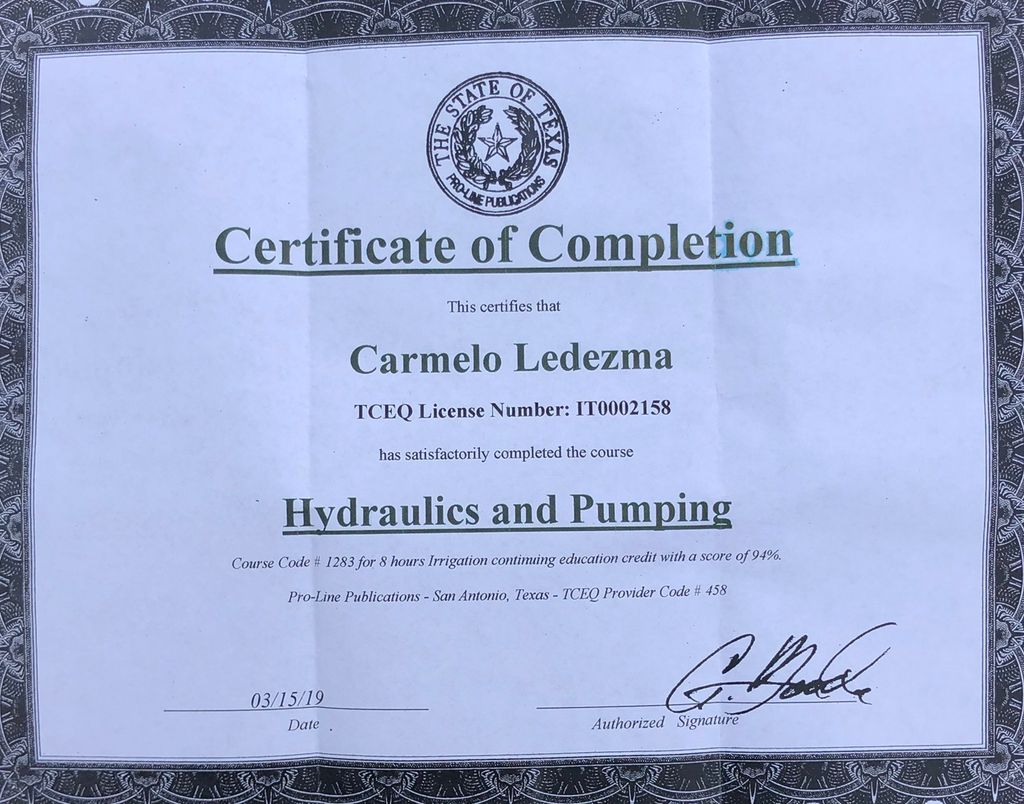 THE STATE OF TEXAS
PRO-LINE PUBLICATIONS
Certificate of Completion
This certifies that
Carmelo Ledezma
TCEQ License Number: IT0002158
has satisfactorily completed the course
Hydraulics and Pumping
Course Code # 1283 for 8 hours Irrigation continuing education credit with a score of 94%.
Pro-Line Publications - San Antonio, Texas - TCEQ Provider Code # 458
03/15/19
Date .
Authorized Signature